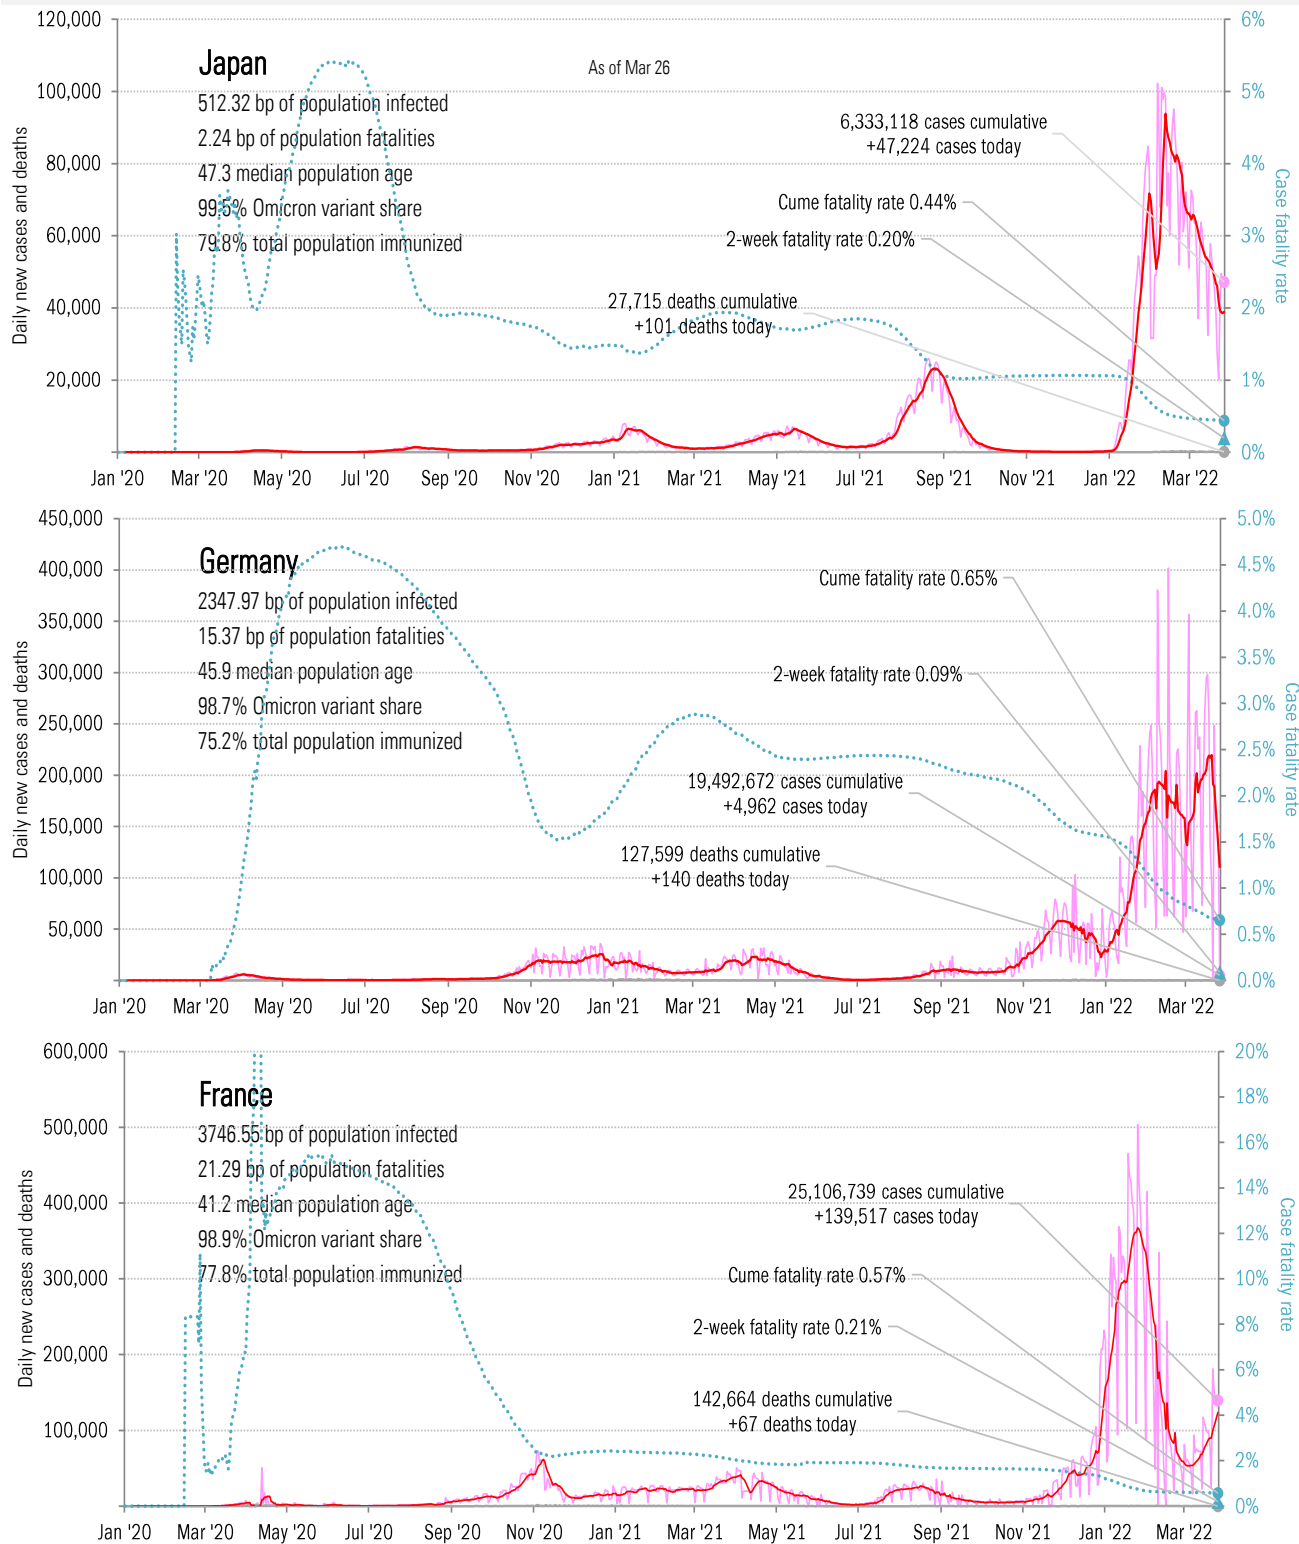 120,000
100,000
80,000
60,000
40,000
20,000
Daily new cases and deaths
Japan
512.32 bp of population infected
2.24 bp of population fatalities
47.3 median population age
99.5% Omicron variant share
79.8% total population immunized
As of Mar 26
6,333,118 cases cumulative
+47,224 cases today
Cume fatality rate 0.44%
2-week fatality rate 0.20%
27,715 deaths cumulative
+101 deaths today
6%
5%
4%
3%
2%
1%
0%
Case fatality rate
Jan '20 Mar '20 May '20 Jul '20 Sep '20 Nov '20 Jan '21 Mar '21 May '21 Jul '21 Sep '21 Nov '21 Jan '22 Mar '22
450,000
400,000
350,000
300,000
250,000
200,000
150,000
100,000
50,000
Daily new cases and deaths
Germany
2347.97 bp of population infected
15.37 bp of population fatalities
45.9 median population age
98.7% Omicron variant share
75.2% total population immunized
Cume fatality rate 0.65%
2-week fatality rate 0.09%
19,492,672 cases cumulative
+4,962 cases today
127,599 deaths cumulative
+140 deaths today
5.0%
4.5%
4.0%
3.5%
3.0%
2.5%
2.0%
1.5%
1.0%
0.5%
0.0%
Case fatality rate
Jan '20 Mar '20 May '20 Jul '20 Sep '20 Nov '20 Jan '21 Mar '21 May '21 Jul '21 Sep '21 Nov '21 Jan '22 Mar '22
600,000
500,000
400,000
300,000
200,000
100,000
Daily new cases and deaths
France
3746.55 bp of population infected
21.29 bp of population fatalities
41.2 median population age
98.9% Omicron variant share
77.8% total population immunized
25,106,739 cases cumulative
+139,517 cases today
Cume fatality rate 0.57%
2-week fatality rate 0.21%
142,664 deaths cumulative
+67 deaths today
20%
18%
16%
14%
12%
10%
8%
6%
4%
2%
0%
Case fatality rate
Jan '20 Mar '20 May '20 Jul '20 Sep '20 Nov '20 Jan '21 Mar '21 May '21 Jul '21 Sep '21 Nov '21 Jan '22 Mar '22